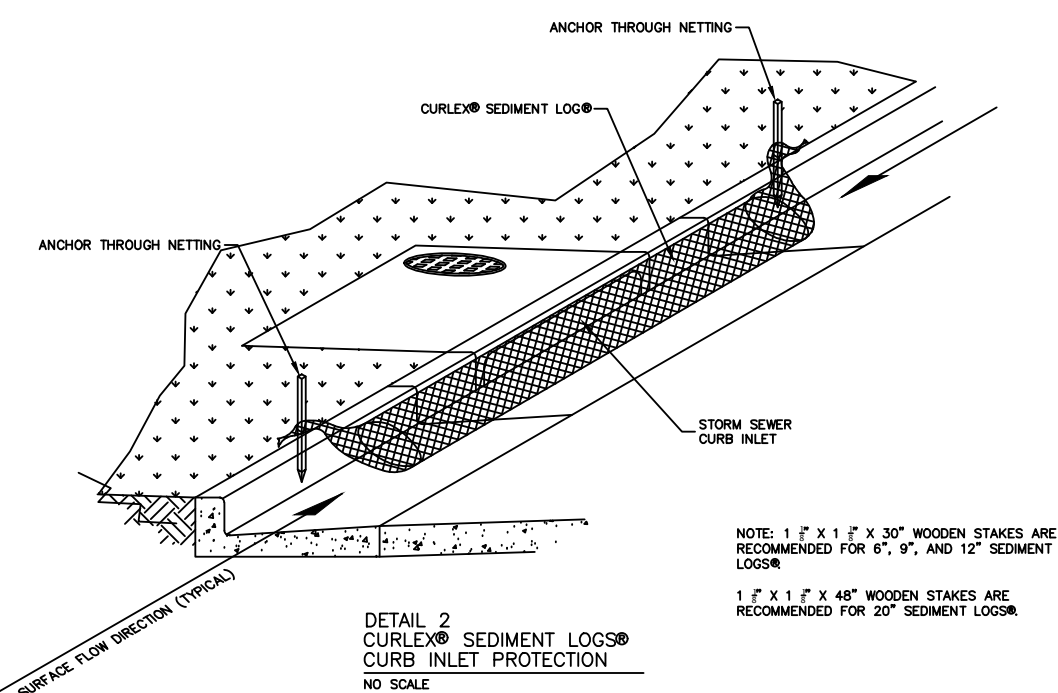 ANCHOR THROUGH NETTING
CURLEX® SEDIMENT LOG®
ANCHOR THROUGH NETTING
STORM SEWER
CURB INLET
NOTE: 1 1/8" X 1 1/8" X 30" WOODEN STAKES ARE
RECOMMENDED FOR 6", 9", AND 12" SEDIMENT
LOGS®.
1 1/8" X 1 1/8" X 48" WOODEN STAKES ARE
RECOMMENDED FOR 20" SEDIMENT LOGS®.
SURFACE FLOW DIRECTION (TYPICAL)
DETAIL 2
CURLEX® SEDIMENT LOGS®
CURB INLET PROTECTION
NO SCALE